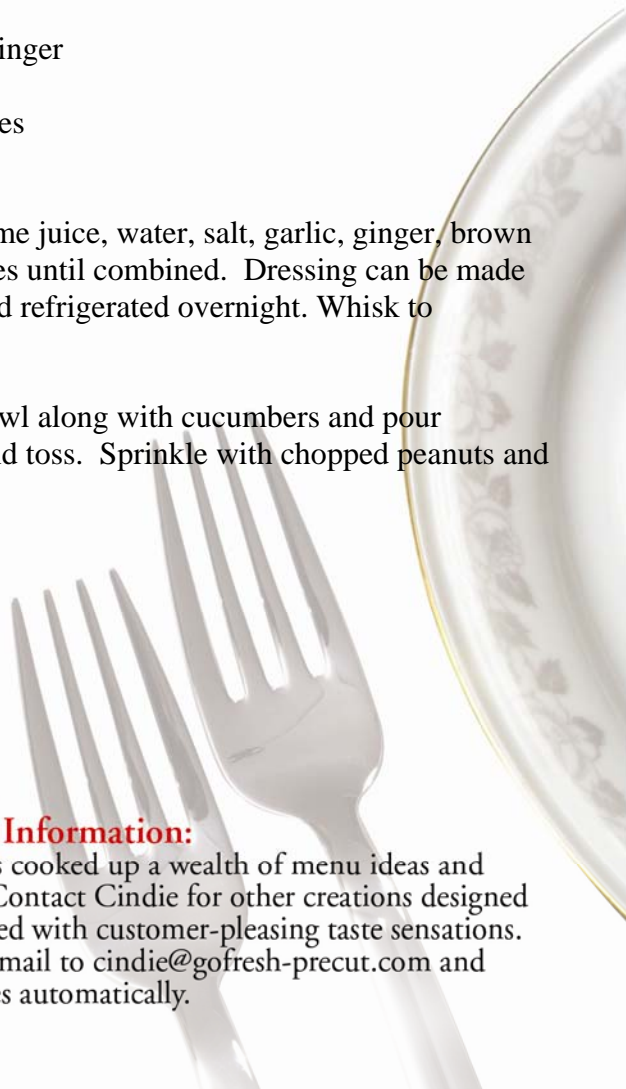 inger
es
me juice, water, salt, garlic, ginger, brown
es until combined.  Dressing can be made
d refrigerated overnight. Whisk to
wl along with cucumbers and pour
d toss.  Sprinkle with chopped peanuts and
Information:
s cooked up a wealth of menu ideas and
Contact Cindie for other creations designed
ed with customer-pleasing taste sensations.
mail to cindie@gofresh-precut.com and
es automatically.